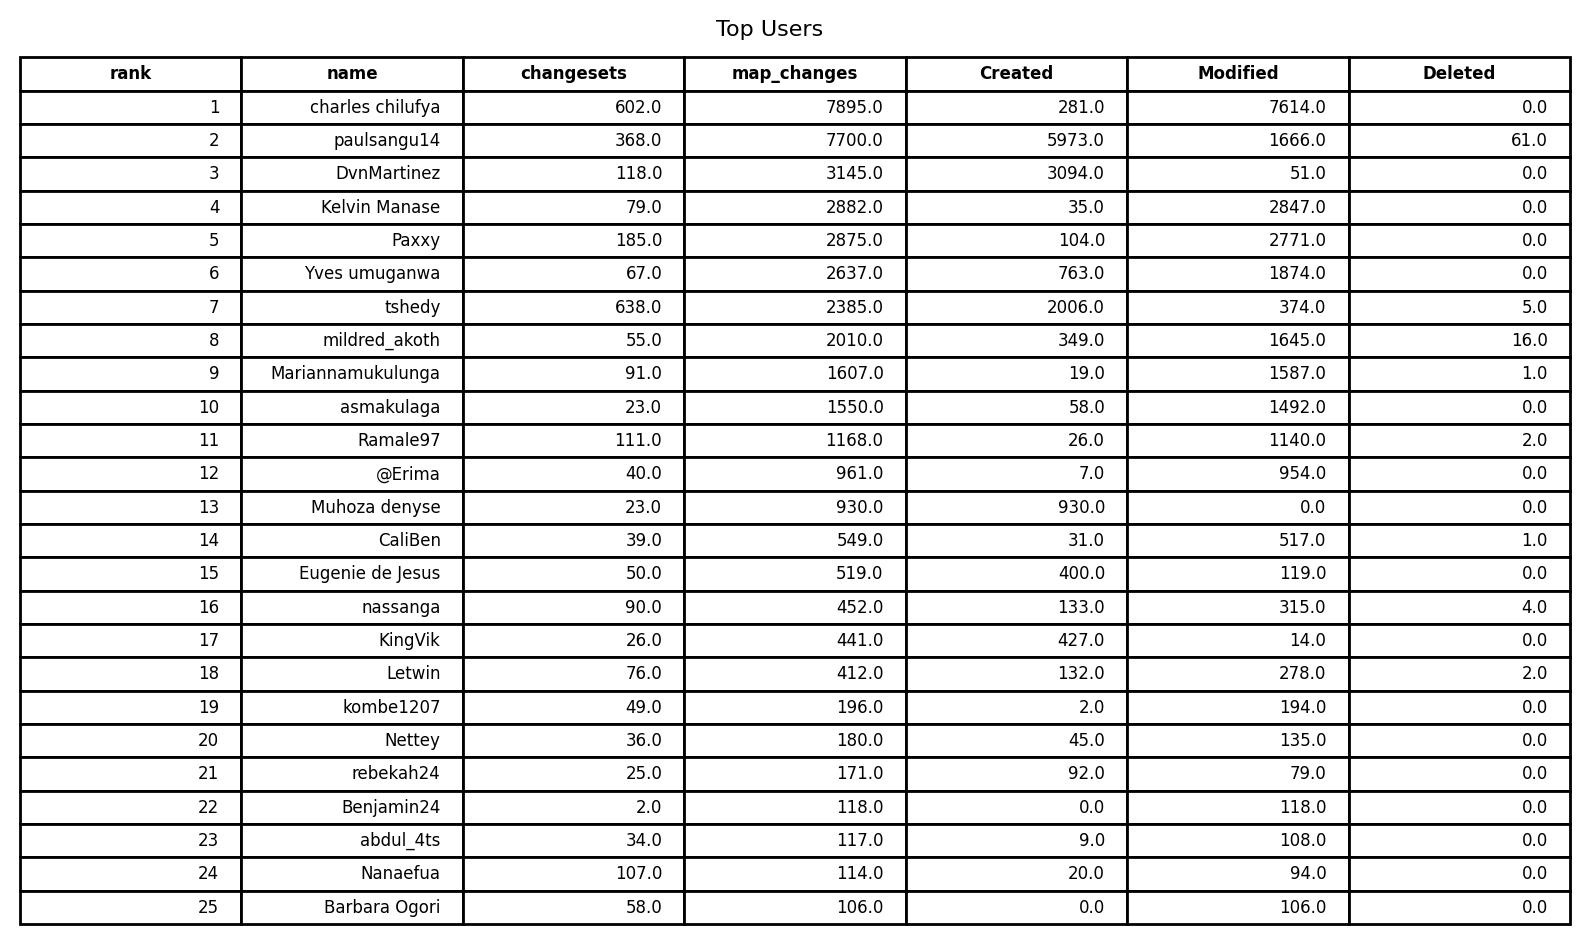 Top Users
rank name changesets map_changes Created Modified Deleted
1 charles chilufya 602.0 7895.0 281.0 7614.0 0.0
2 paulsangu14 368.0 7700.0 5973.0 1666.0 61.0
3 DvnMartinez 118.0 3145.0 3094.0 51.0 0.0
4 Kelvin Manase 79.0 2882.0 35.0 2847.0 0.0
5 Paxxy 185.0 2875.0 104.0 2771.0 0.0
6 Yves umuganwa 67.0 2637.0 763.0 1874.0 0.0
7 tshedy 638.0 2385.0 2006.0 374.0 5.0
8 mildred_akoth 55.0 2010.0 349.0 1645.0 16.0
9 Mariannamukulunga 91.0 1607.0 19.0 1587.0 1.0
10 asmakulaga 23.0 1550.0 58.0 1492.0 0.0
11 Ramale97 111.0 1168.0 26.0 1140.0 2.0
12 @Erima 40.0 961.0 7.0 954.0 0.0
13 Muhoza denyse 23.0 930.0 930.0 0.0 0.0
14 CaliBen 39.0 549.0 31.0 517.0 1.0
15 Eugenie de Jesus 50.0 519.0 400.0 119.0 0.0
16 nassanga 90.0 452.0 133.0 315.0 4.0
17 KingVik 26.0 441.0 427.0 14.0 0.0
18 Letwin 76.0 412.0 132.0 278.0 2.0
19 kombe1207 49.0 196.0 2.0 194.0 0.0
20 Nettey 36.0 180.0 45.0 135.0 0.0
21 rebekah24 25.0 171.0 92.0 79.0 0.0
22 Benjamin24 2.0 118.0 0.0 118.0 0.0
23 abdul_4ts 34.0 117.0 9.0 108.0 0.0
24 Nanaefua 107.0 114.0 20.0 94.0 0.0
25 Barbara Ogori 58.0 106.0 0.0 106.0 0.0